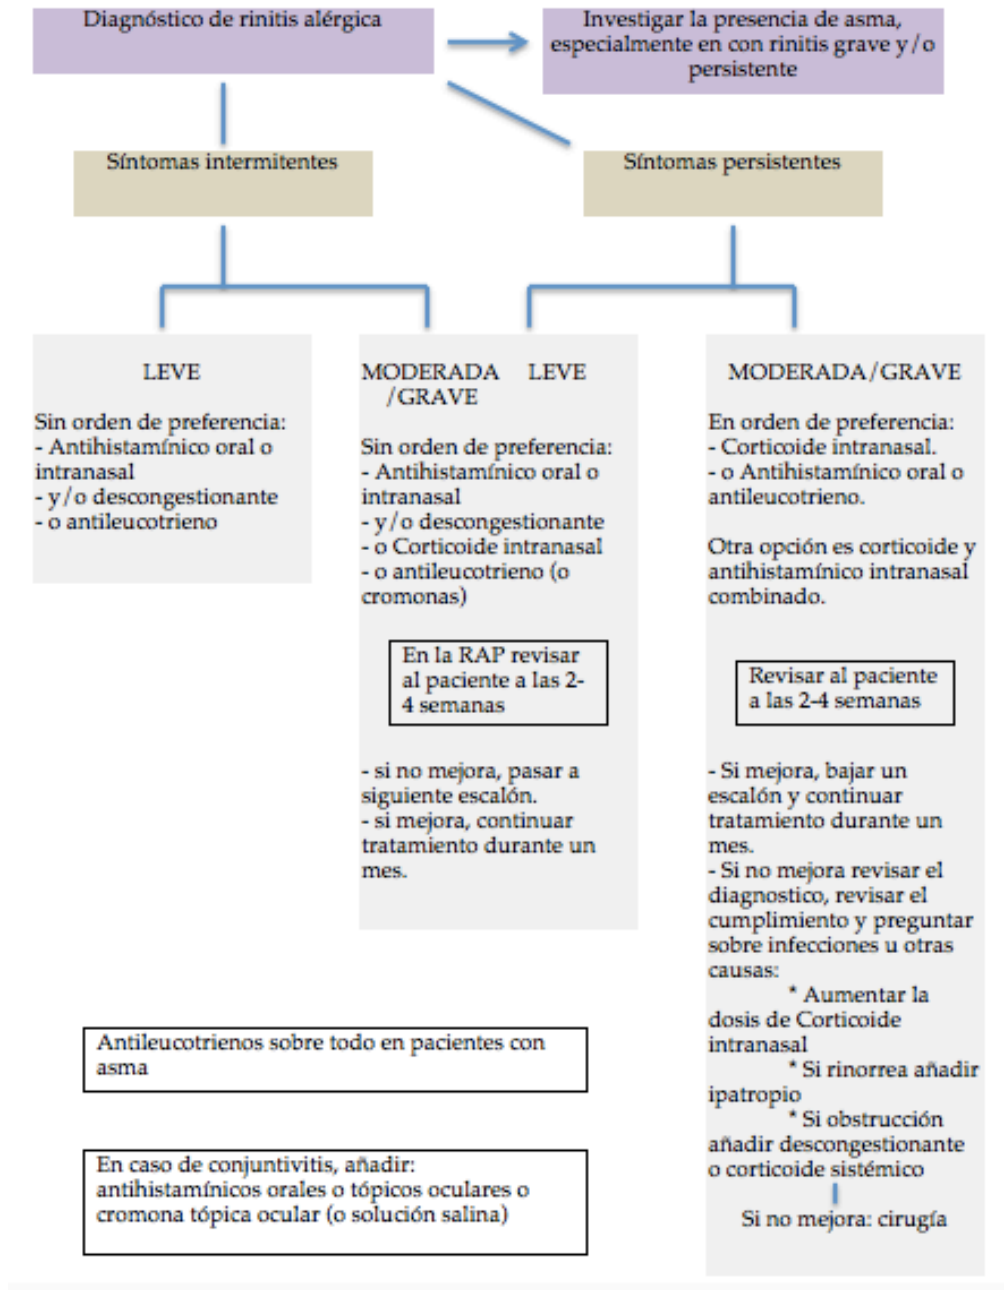 Diagnóstico de rinitis alérgica
Investigar la presencia de asma,
especialmente en con rinitis grave y/o
persistente
Síntomas intermitentes
Síntomas persistentes
LEVE
Sin orden de preferencia:
- Antihistamínico oral o
intranasal
- y/o descongestionante
- o antileucotrieno
MODERADA LEVE
/GRAVE
Sin orden de preferencia:
- Antihistamínico oral o
intranasal
- y/o descongestionante
- o Corticoide intranasal
- o antileucotrieno (o
cromonas)
En la RAP revisar
al paciente a las 2-
4 semanas
- si no mejora, pasar a
siguiente escalón.
- si mejora, continuar
tratamiento durante un
mes.
MODERADA/GRAVE
En orden de preferencia:
- Corticoide intranasal.
- o Antihistamínico oral o
antileucotrieno.
Otra opción es corticoide y
antihistamínico intranasal
combinado.
Revisar al paciente
a las 2-4 semanas
- Si mejora, bajar un
escalón y continuar
tratamiento durante un
mes.
- Si no mejora revisar el
diagnostico, revisar el
cumplimiento y preguntar
sobre infecciones u otras
causas:
* Aumentar la
dosis de Corticoide
intranasal
* Si rinorrea añadir
ipatropio
* Si obstrucción
añadir descongestionante
o corticoide sistémico
Si no mejora: cirugía
Antileucotrienos sobre todo en pacientes con
asma
En caso de conjuntivitis, añadir:
antihistamínicos orales o tópicos oculares o
cromona tópica ocular (o solución salina)